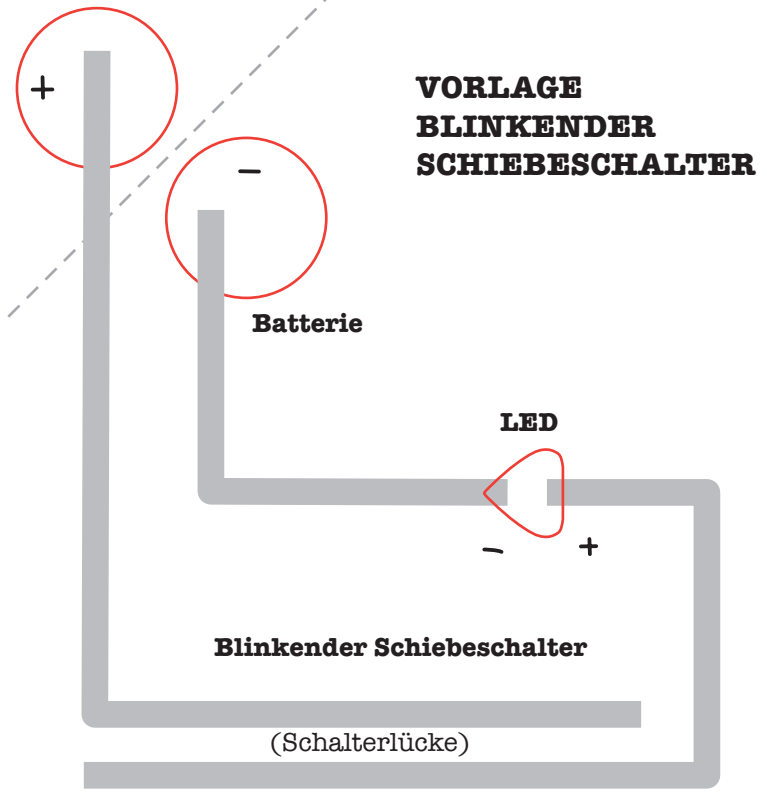 VORLAGE
BLINKENDER
SCHIEBESCHALTER
+
−
Batterie
LED
− +
Blinkender Schiebeschalter
(Schalterlücke)